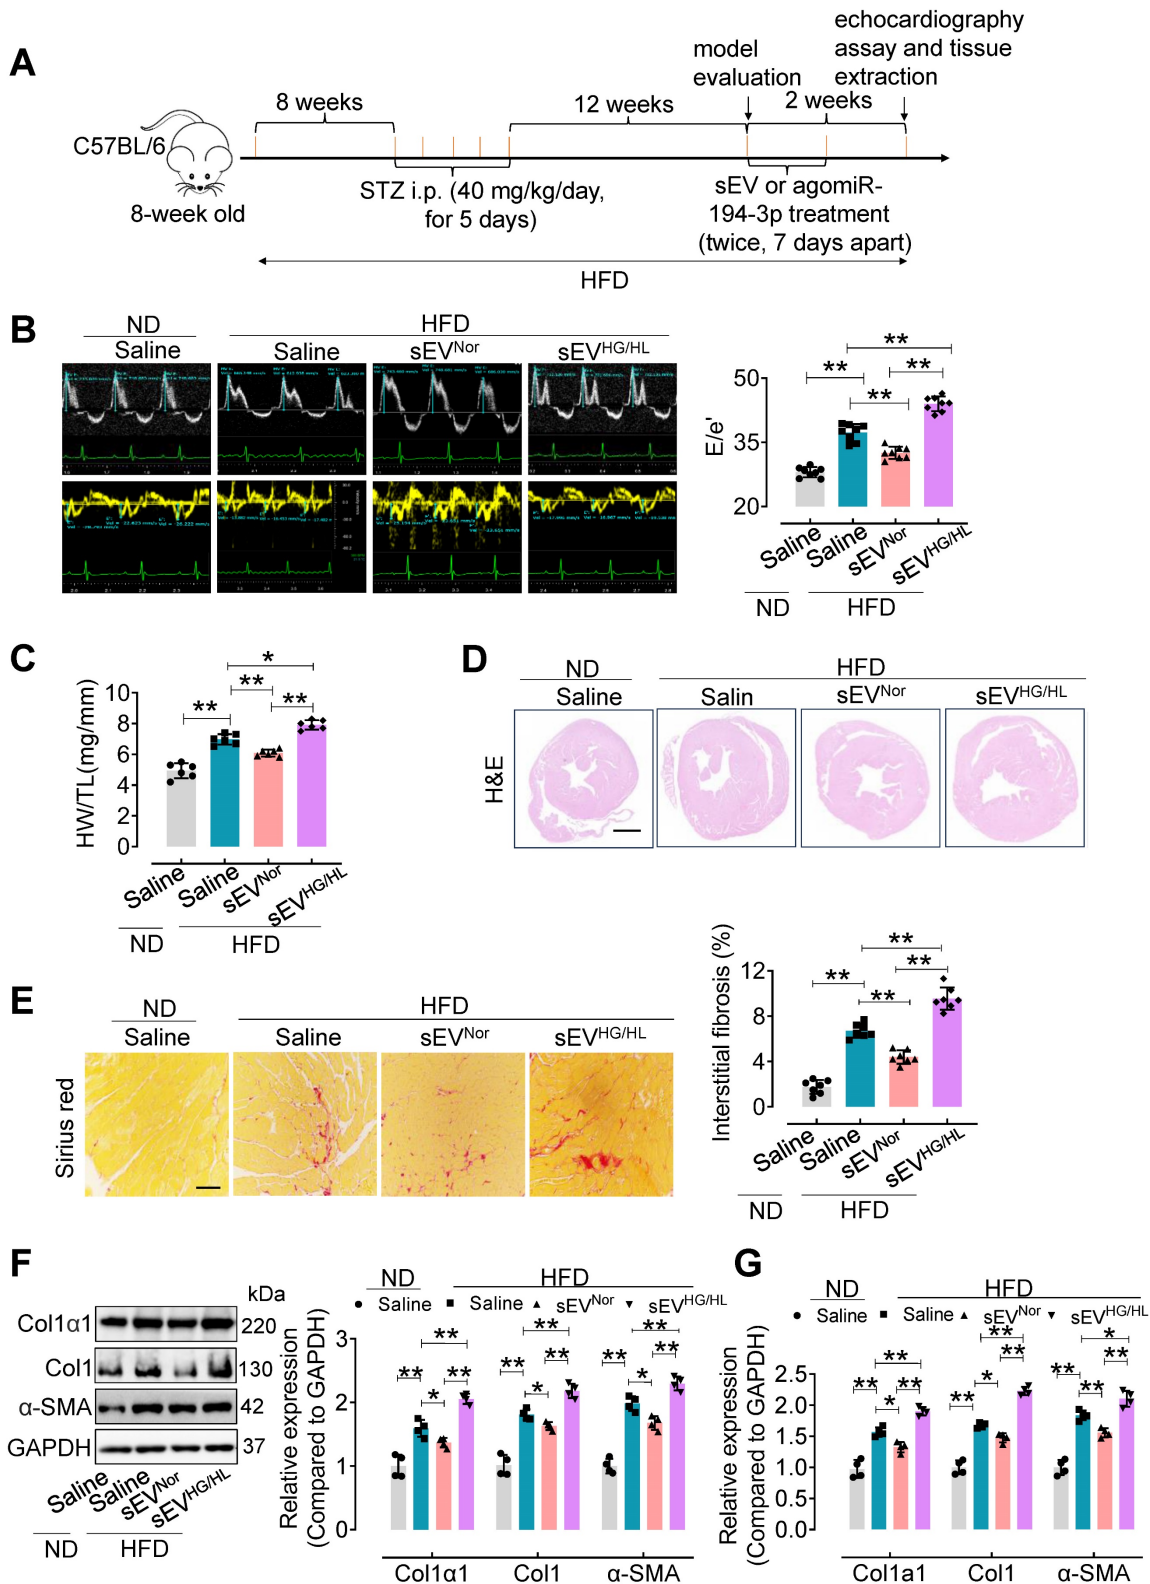 A
C57BL/6
8-week old
8 weeks
12 weeks
2 weeks
model
evaluation
echocardiography
assay and tissue
extraction
STZ i.p. (40 mg/kg/day,
for 5 days)
sEV or agomiR-
194-3p treatment
(twice, 7 days apart)
HFD
B
ND
HFD
Saline
Saline
sEVNor
sEVHG/HL
** ** ** **
E/e'
50
35
20
Saline
Saline
sEVNor
sEVHG/HL
ND
HFD
C
HW/TL(mg/mm)
10
8
6
4
2
0
*
** ** **
Saline
Saline
sEVNor
sEVHG/HL
ND
HFD
D
ND
HFD
Saline
Salin
sEVNor
sEVHG/HL
H&E
E
ND
HFD
Saline
Saline
sEVNor
sEVHG/HL
Sirius red
Interstitial fibrosis (%)
12
8
4
0
** ** ** **
Saline
Saline
sEVNor
sEVHG/HL
ND
HFD
F
kDa
Col1α1 220
Col1 130
α-SMA 42
GAPDH 37
Saline
Saline
sEVNor
sEVHG/HL
ND
HFD
ND
HFD
Saline Saline sEVNor sEVHG/HL
Relative expression
(Compared to GAPDH)
3
2
1
0
** ** * **
** ** * **
** ** * **
Col1α1 Col1 α-SMA
G
ND
HFD
Saline Saline sEVNor sEVHG/HL
Relative expression
(Compared to GAPDH)
2.5
2.0
1.5
1.0
0.5
0.0
** ** * **
** ** * **
* ** ** **
Col1a1 Col1 α-SMA